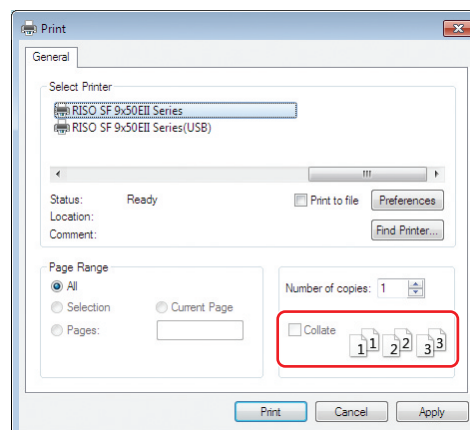 Print
General
Select Printer
RISO SF 9x50EII Series
RISO SF 9x50EII Series(USB)
Status: Ready
Print to file
Preferences
Location:
Comment:
Find Printer...
Page Range
All
Selection
Current Page
Pages:
Number of copies: 1
Collate
1 1 2 2 3 3
Print
Cancel
Apply